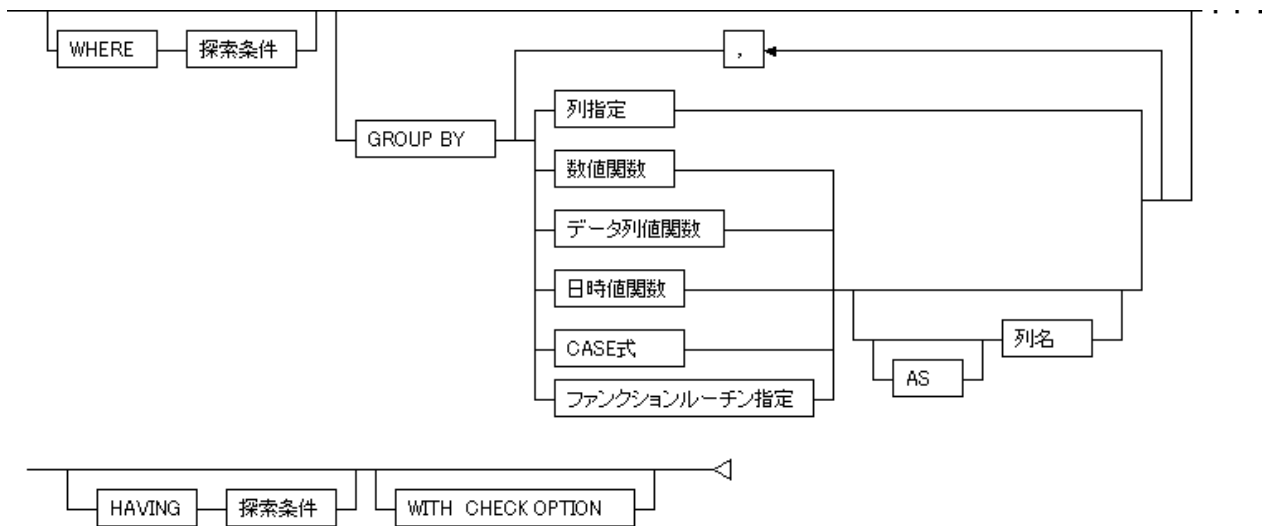 ・・・
WHERE 探索条件
,
列指定
GROUP BY
数値関数
データ列値関数
日時値関数
列名
CASE式
AS
ファンクションルーチン指定
HAVING 探索条件 WITH CHECK OPTION